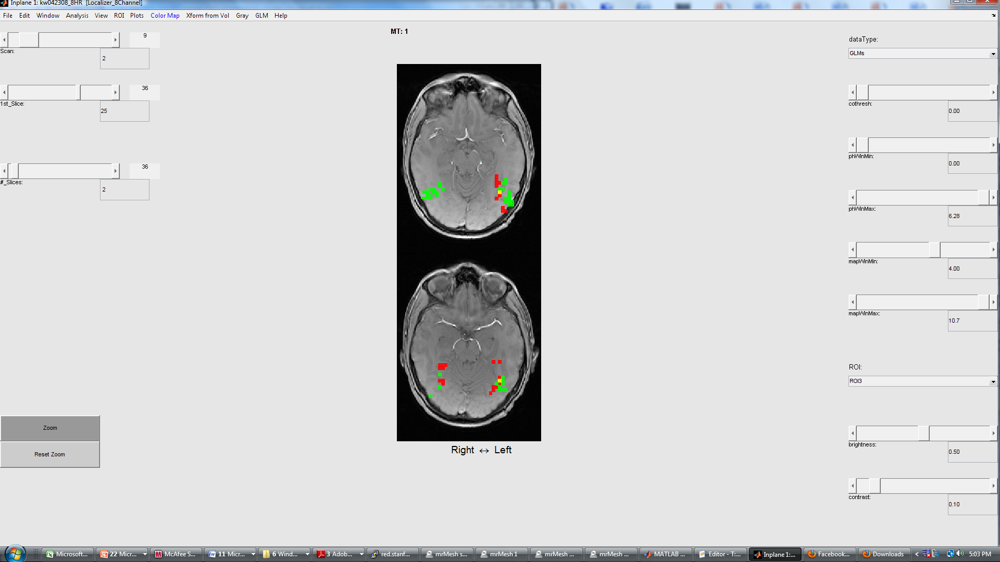 Inplane 1: kw042308_8HR [Localizer_8Channel]
File Edit Window Analysis View ROI Plots Color Map Xform from Vol Gray GLM Help
MT: 1
9
Scan:
2
36
1st_Slice:
25
36
#_Slices:
2
Zoom
Reset Zoom
Right ↔ Left
dataType:
GLMs
cothresh:
0.00
phWinMin:
0.00
phWinMax:
6.28
mapWinMin:
4.00
mapWinMax:
10.7
ROI:
ROI3
brightness:
0.50
contrast:
0.10
Microsoft... 22 Micr... McAfee S... 11 Micr... 6 Wind... 3 Adob... red.stanf... mrMesh s... mrMesh 1 mrMesh ... mrMesh ... MATLAB ... Editor - T:... Inplane 1:... Facebook... Downloads 5:03 PM